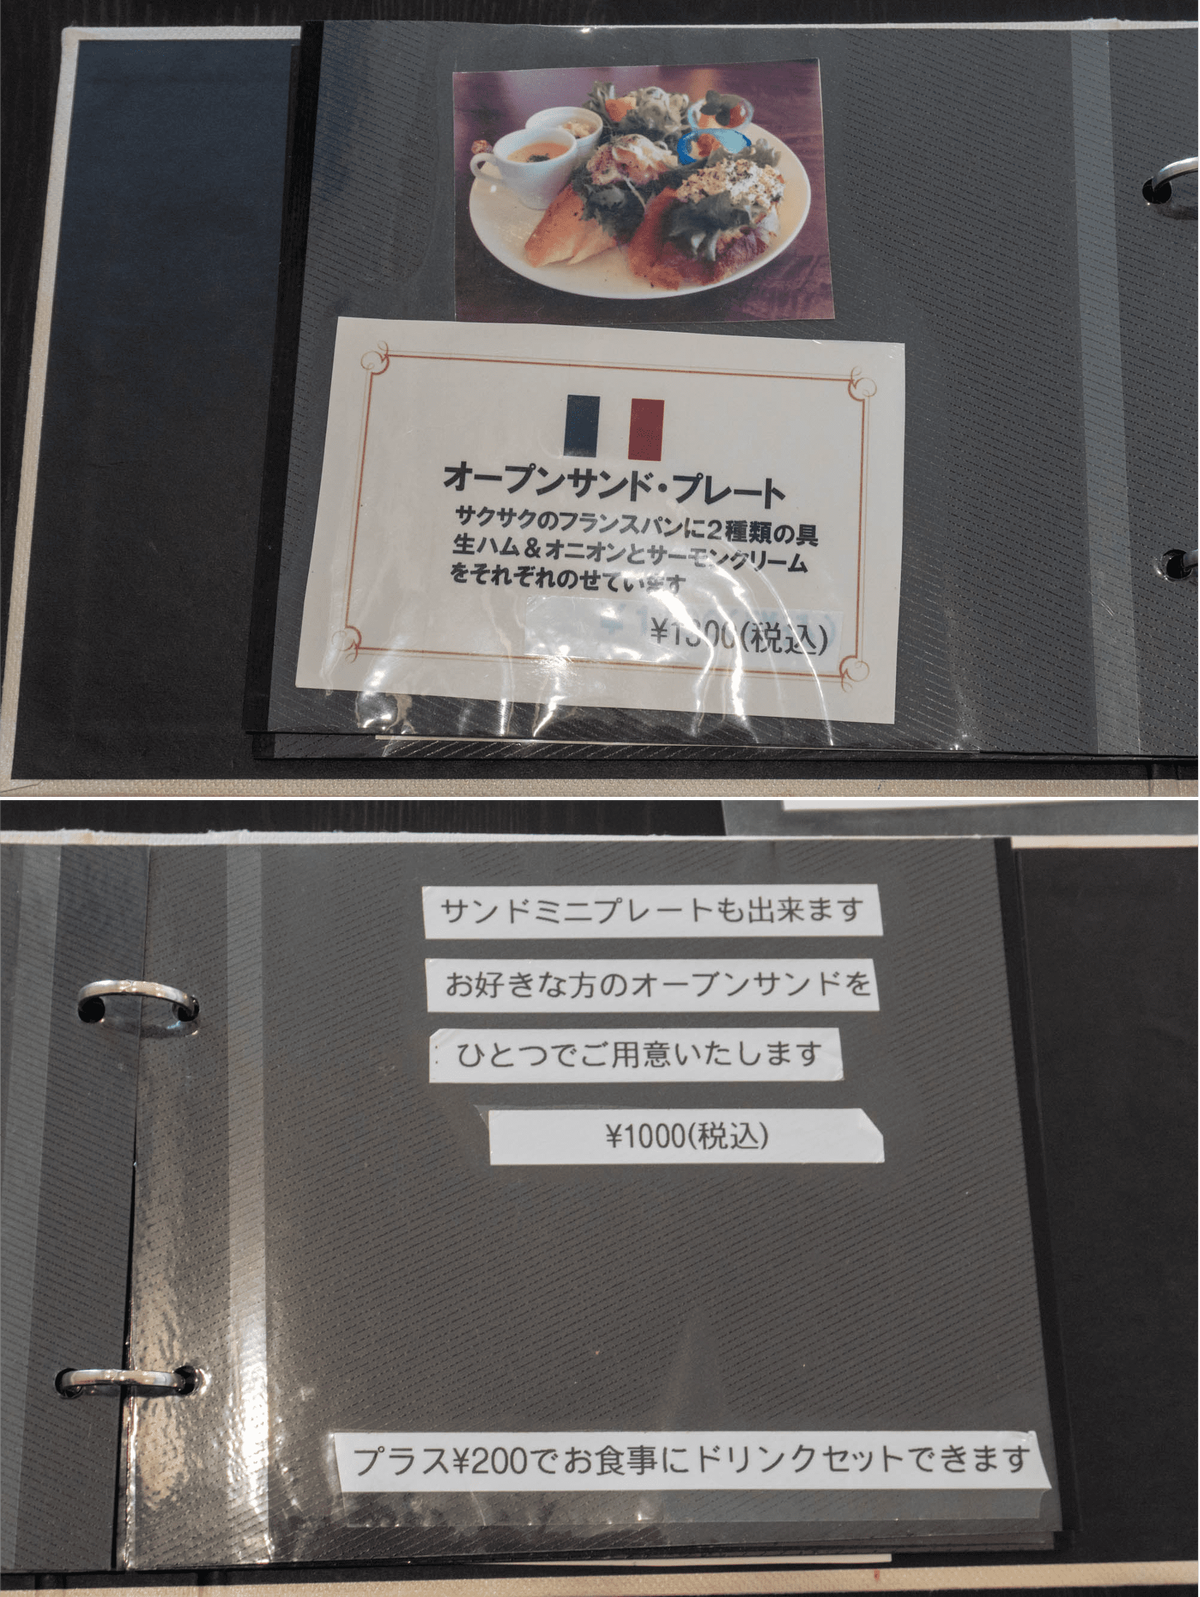 オープンサンド・プレート
サクサクのフランスパンに2種類の具
生ハム&オニオンとサーモンクリーム
をそれぞれのせています
¥1300(税込)
サンドミニプレートも出来ます
お好きな方のオープンサンドを
ひとつでご用意いたします
¥1000(税込)
プラス¥200でお食事にドリンクセットできます